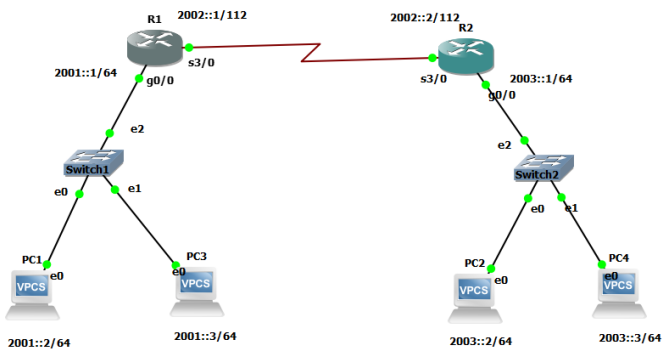 2002::1/112
2002::2/112
R1
R2
s3/0
s3/0
2001::1/64
g0/0
2003::1/64
g0/0
e2
e2
Switch1
Switch2
e0
e1
e0
e1
PC1
PC3
PC2
PC4
e0
e0
e0
e0
VPCS
VPCS
VPCS
VPCS
2001::2/64
2001::3/64
2003::2/64
2003::3/64